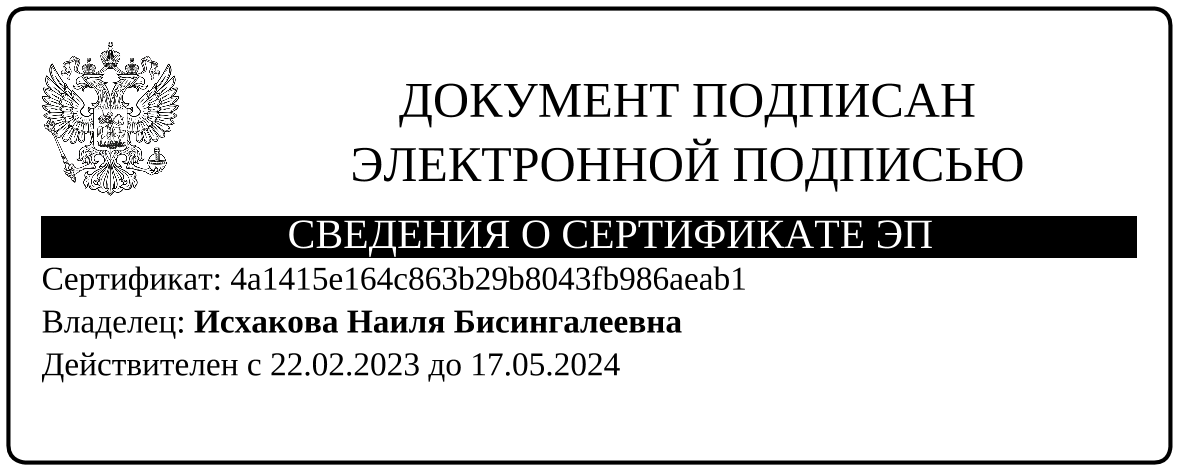 ДОКУМЕНТ ПОДПИСАН
ЭЛЕКТРОННОЙ ПОДПИСЬЮ
СВЕДЕНИЯ О СЕРТИФИКАТЕ ЭП
Сертификат: 4a1415e164c863b29b8043fb986aeab1
Владелец: Исхакова Наиля Бисингалеевна
Действителен с 22.02.2023 до 17.05.2024